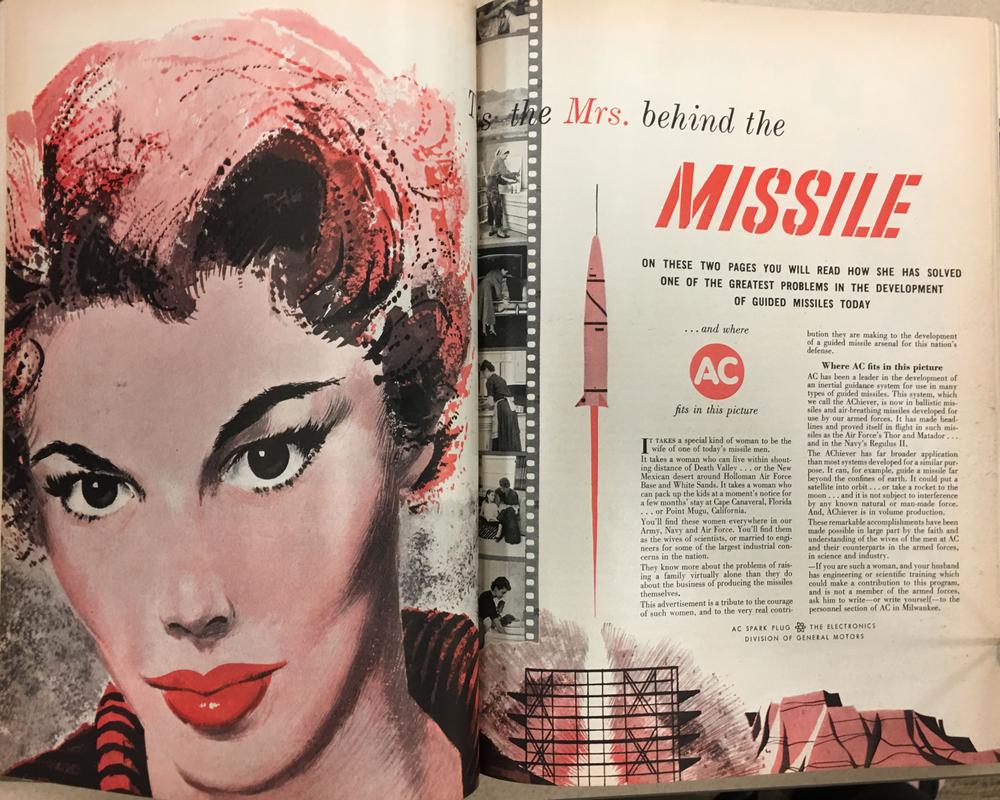 'Tis the Mrs. behind the
MISSILE
ON THESE TWO PAGES YOU WILL READ HOW SHE HAS SOLVED
ONE OF THE GREATEST PROBLEMS IN THE DEVELOPMENT
OF GUIDED MISSILES TODAY
...and where
AC
fits in this picture
IT TAKES a special kind of woman to be the
wife of one of today's missile men.
It takes a woman who can live within shout-
ing distance of Death Valley ... or the New
Mexican desert around Holloman Air Force
Base and White Sands. It takes a woman who
can pack up the kids at a moment's notice for
a few months' stay at Cape Canaveral, Florida
... or Point Mugu, California.
You'll find these women everywhere in our
Army, Navy and Air Force. You'll find them
as the wives of scientists, or married to engi-
neers for some of the largest industrial con-
cerns in the nation.
They know more about the problems of rais-
ing a family virtually alone than they do
about the business of producing the missiles
themselves.
This advertisement is a tribute to the courage
of such women, and to the very real contri-
bution they are making to the development
of a guided missile arsenal for this nation's
defense.
Where AC fits in this picture
AC has been a leader in the development of
an inertial guidance system for use in many
types of guided missiles. This system, which
we call the AChiever, is now in ballistic mis-
siles and air-breathing missiles developed for
use by our armed forces. It has made head-
lines and proved itself in flight in such mis-
siles as the Air Force's Thor and Matador ...
and in the Navy's Regulus II.
The AChiever has far broader application
than most systems developed for a similar pur-
pose. It can, for example, guide a missile far
beyond the confines of earth. It could put a
satellite into orbit ... or take a rocket to the
moon ... and it is not subject to interference
by any known natural or man-made force.
And, AChiever is in volume production.
These remarkable accomplishments have been
made possible in large part by the faith and
understanding of the wives of the men at AC
and their counterparts in the armed forces,
in science and industry.
—If you are such a woman, and your husband
has engineering or scientific training which
could make a contribution to this program,
and is not a member of the armed forces,
ask him to write—or write yourself—to the
personnel section of AC in Milwaukee.
AC SPARK PLUG THE ELECTRONICS
DIVISION OF GENERAL MOTORS